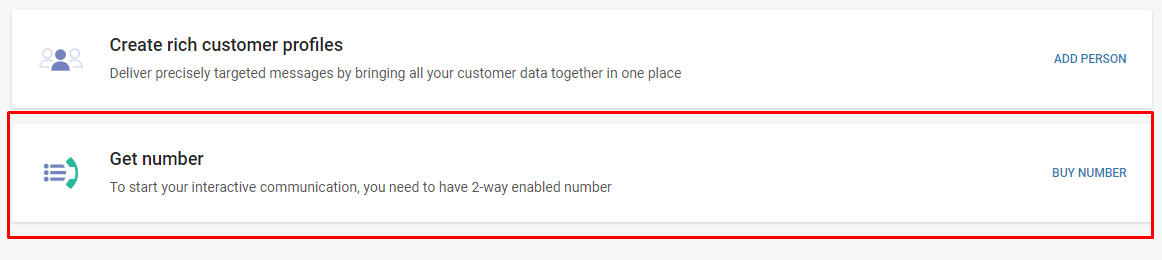 Create rich customer profiles
Deliver precisely targeted messages by bringing all your customer data together in one place
ADD PERSON
Get number
To start your interactive communication, you need to have 2-way enabled number
BUY NUMBER